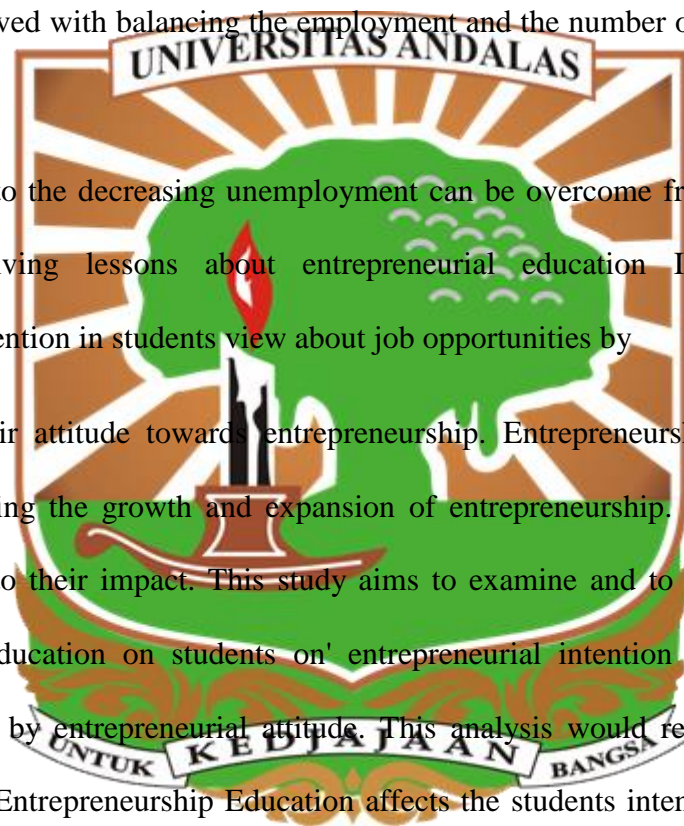 ved with balancing the employment and the number o
UNIVERSITAS ANDALAS
to the decreasing unemployment can be overcome fr
ving lessons about entrepreneurial education I
ention in students view about job opportunities by
ir attitude towards entrepreneurship. Entrepreneursh
ing the growth and expansion of entrepreneurship.
o their impact. This study aims to examine and to
ducation on students on' entrepreneurial intention
by entrepreneurial attitude. This analysis would re
UNTUK KEDJAJAAN BANGSA
Entrepreneurship Education affects the students inten